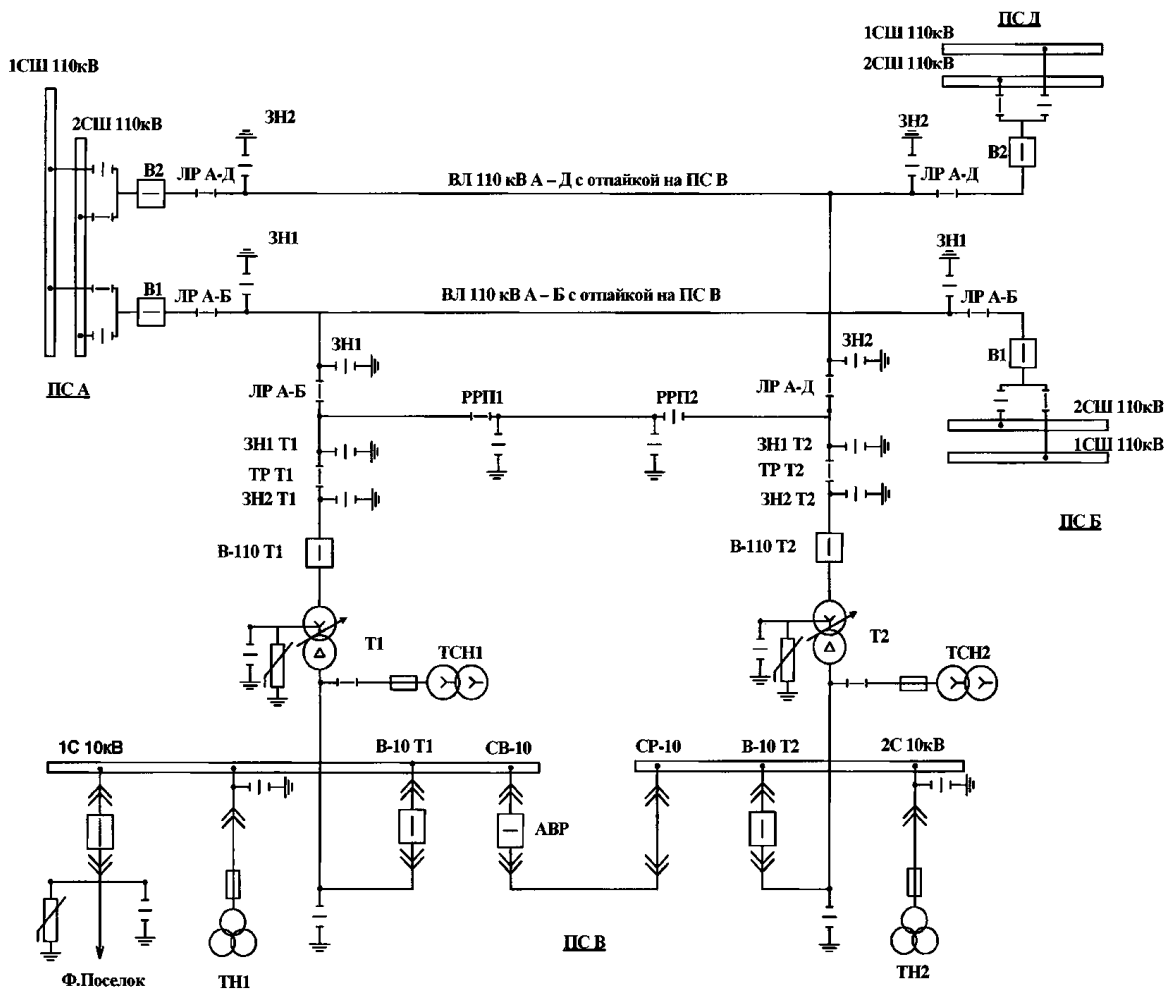 ПС Д
1СШ 110кВ
2СШ 110кВ
1СШ 110кВ
2СШ 110кВ
ЗН2
ЗН2
В2
В2
ЛР А-Д
ВЛ 110 кВ А – Д с отпайкой на ПС В
ЛР А-Д
ЗН1
ЗН1
В1
ЛР А-Б
ВЛ 110 кВ А – Б с отпайкой на ПС В
ЛР А-Б
ЗН1
ЗН2
В1
ПС А
ЛР А-Б
РРП1
РРП2
ЛР А-Д
2СШ 110кВ
1СШ 110кВ
ЗН1 Т1
ЗН1 Т2
ТР Т1
ТР Т2
ЗН2 Т1
ЗН2 Т2
ПС Б
В-110 Т1
В-110 Т2
Т1
Т2
ТСН1
ТСН2
1С 10кВ
В-10 Т1
СВ-10
СР-10
В-10 Т2
2С 10кВ
АВР
ПС В
Ф.Поселок
ТН1
ТН2